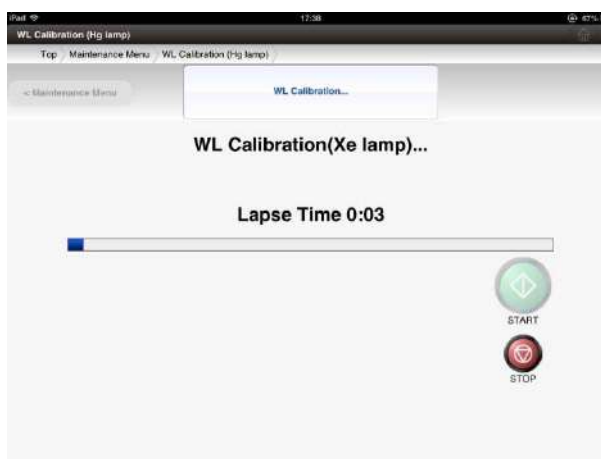 iPad 17:38 67%
WL Calibration (Hg lamp)
Top Maintenance Menu WL Calibration (Hg lamp)
< Maintenance Menu
WL Calibration...
WL Calibration(Xe lamp)...
Lapse Time 0:03
START
STOP